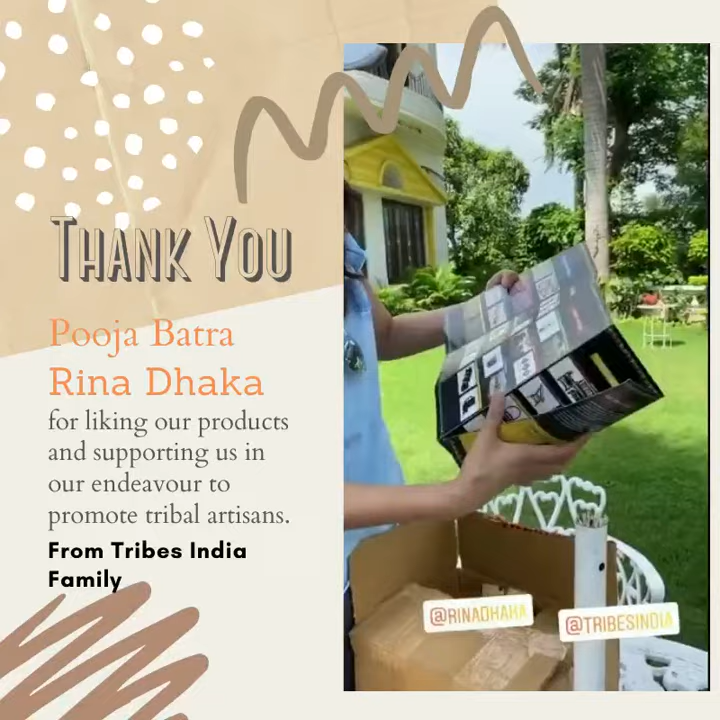 THANK YOU
Pooja Batra
Rina Dhaka
for liking our products
and supporting us in
our endeavour to
promote tribal artisans.
From Tribes India
Family
@RINADHAKA
@TRIBESINDIA